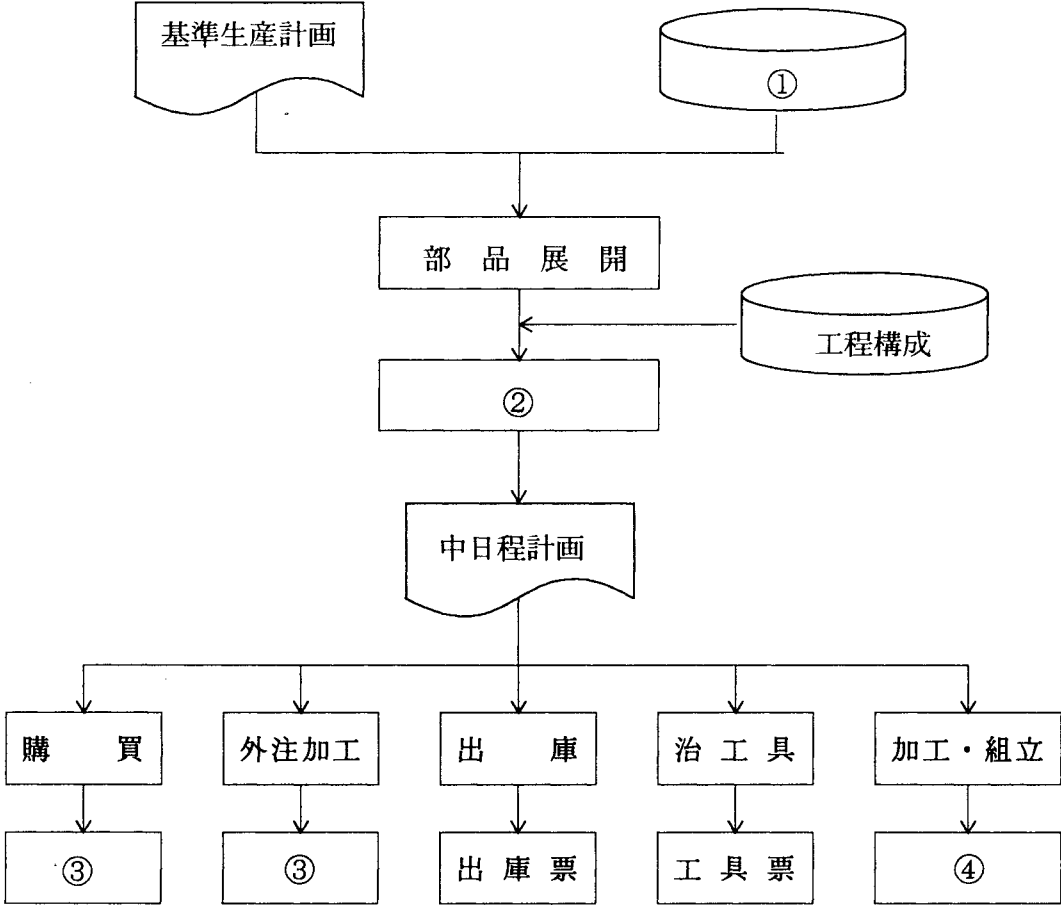 基準生産計画
①
部品展開
工程構成
②
中日程計画
購買
外注加工
出庫
治工具
加工・組立
③
③
出庫票
工具票
④